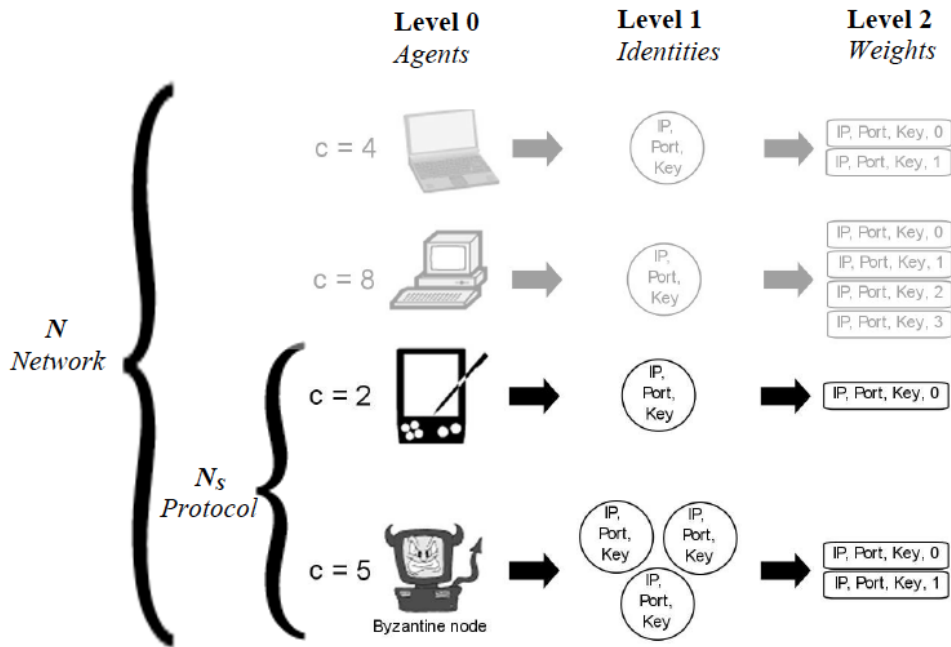 Level 0
Agents
Level 1
Identities
Level 2
Weights
c = 4
IP,
Port,
Key
IP, Port, Key, 0
IP, Port, Key, 1
c = 8
IP,
Port,
Key
IP, Port, Key, 0
IP, Port, Key, 1
IP, Port, Key, 2
IP, Port, Key, 3
N
Network
c = 2
IP,
Port,
Key
IP, Port, Key, 0
Ns
Protocol
c = 5
Byzantine node
IP,
Port,
Key
IP,
Port,
Key
IP,
Port,
Key
IP, Port, Key, 0
IP, Port, Key, 1